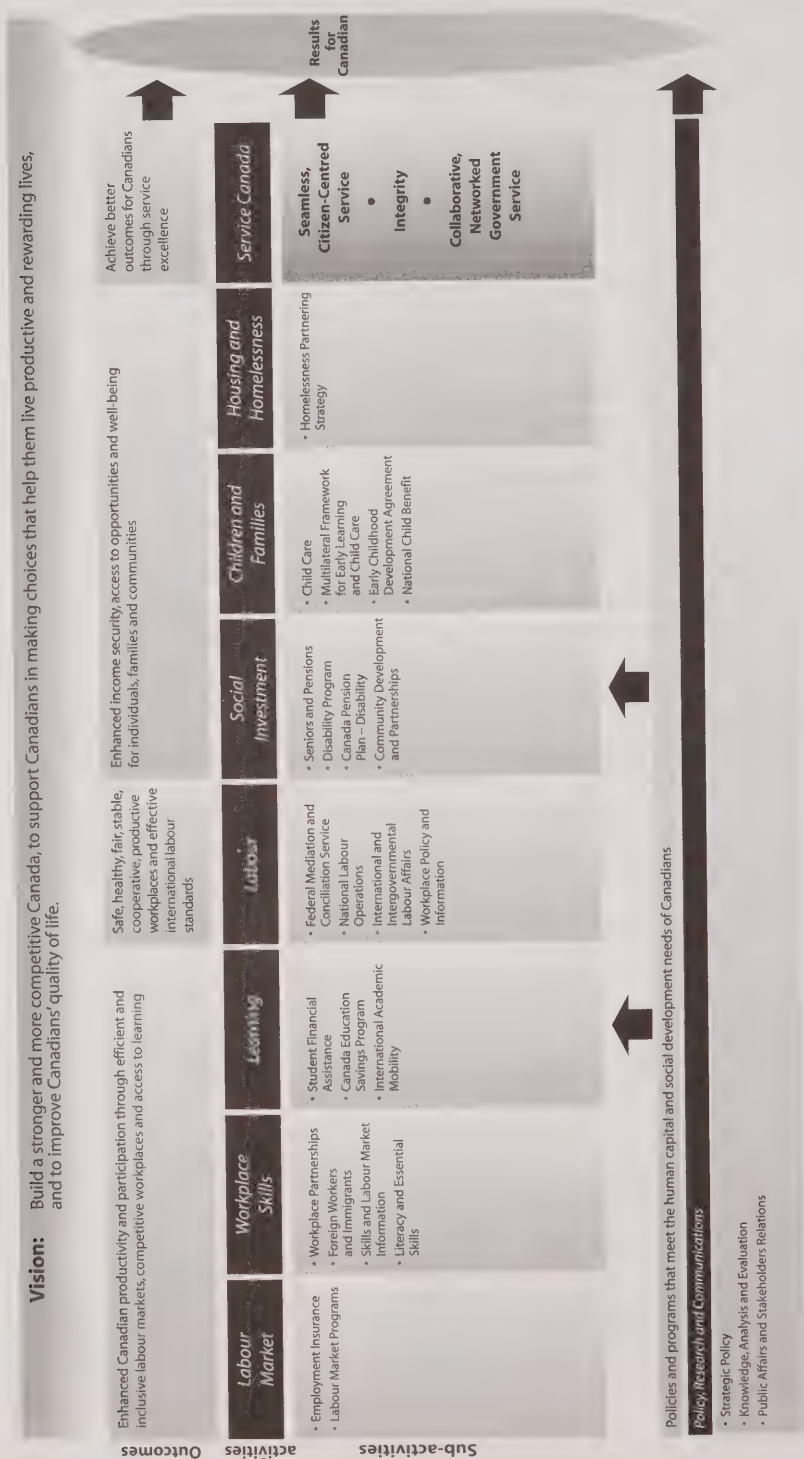 Vision: Build a stronger and more competitive Canada, to support Canadians in making choices that help them live productive and rewarding lives,
and to improve Canadians' quality of life.
Outcomes
Enhanced Canadian productivity and participation through efficient and
inclusive labour markets, competitive workplaces and access to learning
Safe, healthy, fair, stable,
cooperative, productive
workplaces and effective
international labour
standards
Enhanced income security, access to opportunities and well-being
for individuals, families and communities
Achieve better
outcomes for Canadians
through service
excellence
activities
Labour
Market
Workplace
Skills
Learning
Labour
Social
Investment
Children and
Families
Housing and
Homelessness
Service Canada
Sub-activities
• Employment Insurance
• Labour Market Programs
• Workplace Partnerships
• Foreign Workers
and Immigrants
• Skills and Labour Market
Information
• Literacy and Essential
Skills
• Student Financial
Assistance
• Canada Education
Savings Program
• International Academic
Mobility
• Federal Mediation and
Conciliation Service
• National Labour
Operations
• International and
Intergovernmental
Labour Affairs
• Workplace Policy and
Information
• Seniors and Pensions
• Disability Program
• Canada Pension
Plan – Disability
• Community Development
and Partnerships
• Child Care
• Multilateral Framework
for Early Learning
and Child Care
• Early Childhood
Development Agreement
• National Child Benefit
• Homelessness Partnering
Strategy
Seamless,
Citizen-Centred
Service
•
Integrity
•
Collaborative,
Networked
Government
Service
Results
for
Canadian
Policies and programs that meet the human capital and social development needs of Canadians
Policy, Research and Communications
• Strategic Policy
• Knowledge, Analysis and Evaluation
• Public Affairs and Stakeholders Relations